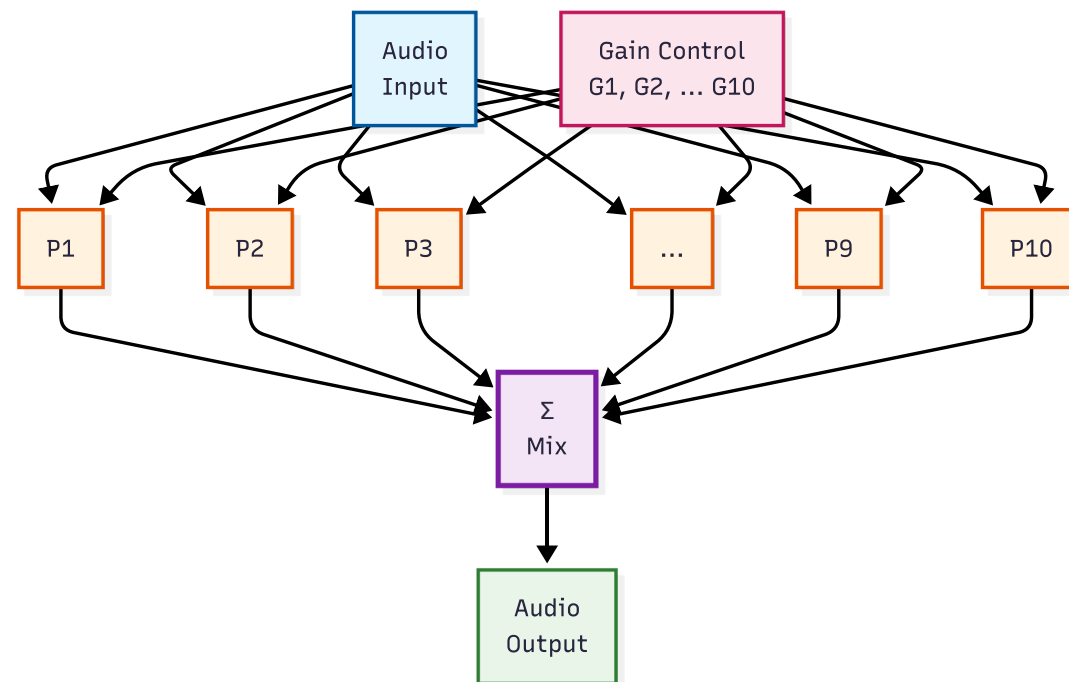 Audio
Input
Gain Control
G1, G2, ... G10
P1
P2
P3
...
P9
P10
Σ
Mix
Audio
Output